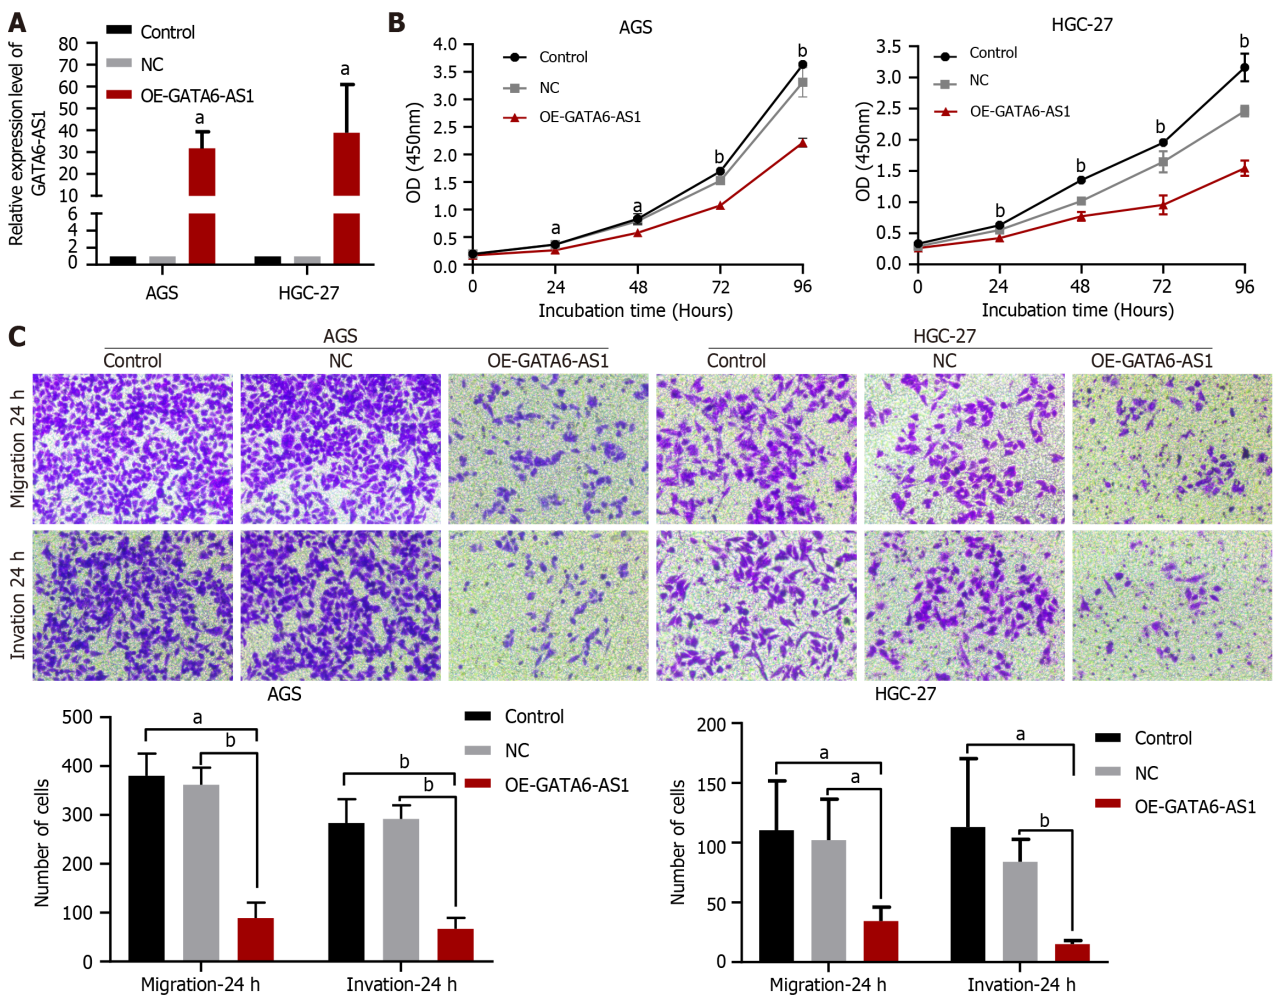 A
Control
NC
OE-GATA6-AS1
Relative expression level of
GATA6-AS1
80
70
60
50
40
30
20
10
6
4
2
0
a
a
AGS
HGC-27
B
AGS
Control
NC
OE-GATA6-AS1
OD (450nm)
4.0
3.5
3.0
2.5
2.0
1.5
1.0
0.5
0.0
a
a
b
b
0
24
48
72
96
Incubation time (Hours)
HGC-27
Control
NC
OE-GATA6-AS1
OD (450nm)
3.5
3.0
2.5
2.0
1.5
1.0
0.5
0.0
b
b
b
b
0
24
48
72
96
Incubation time (Hours)
C
AGS
HGC-27
Control
NC
OE-GATA6-AS1
Control
NC
OE-GATA6-AS1
Migration 24 h
Invation 24 h
AGS
Control
NC
OE-GATA6-AS1
Number of cells
500
400
300
200
100
0
a
b
b
b
Migration-24 h
Invation-24 h
HGC-27
Control
NC
OE-GATA6-AS1
Number of cells
200
150
100
50
0
a
a
a
b
Migration-24 h
Invation-24 h